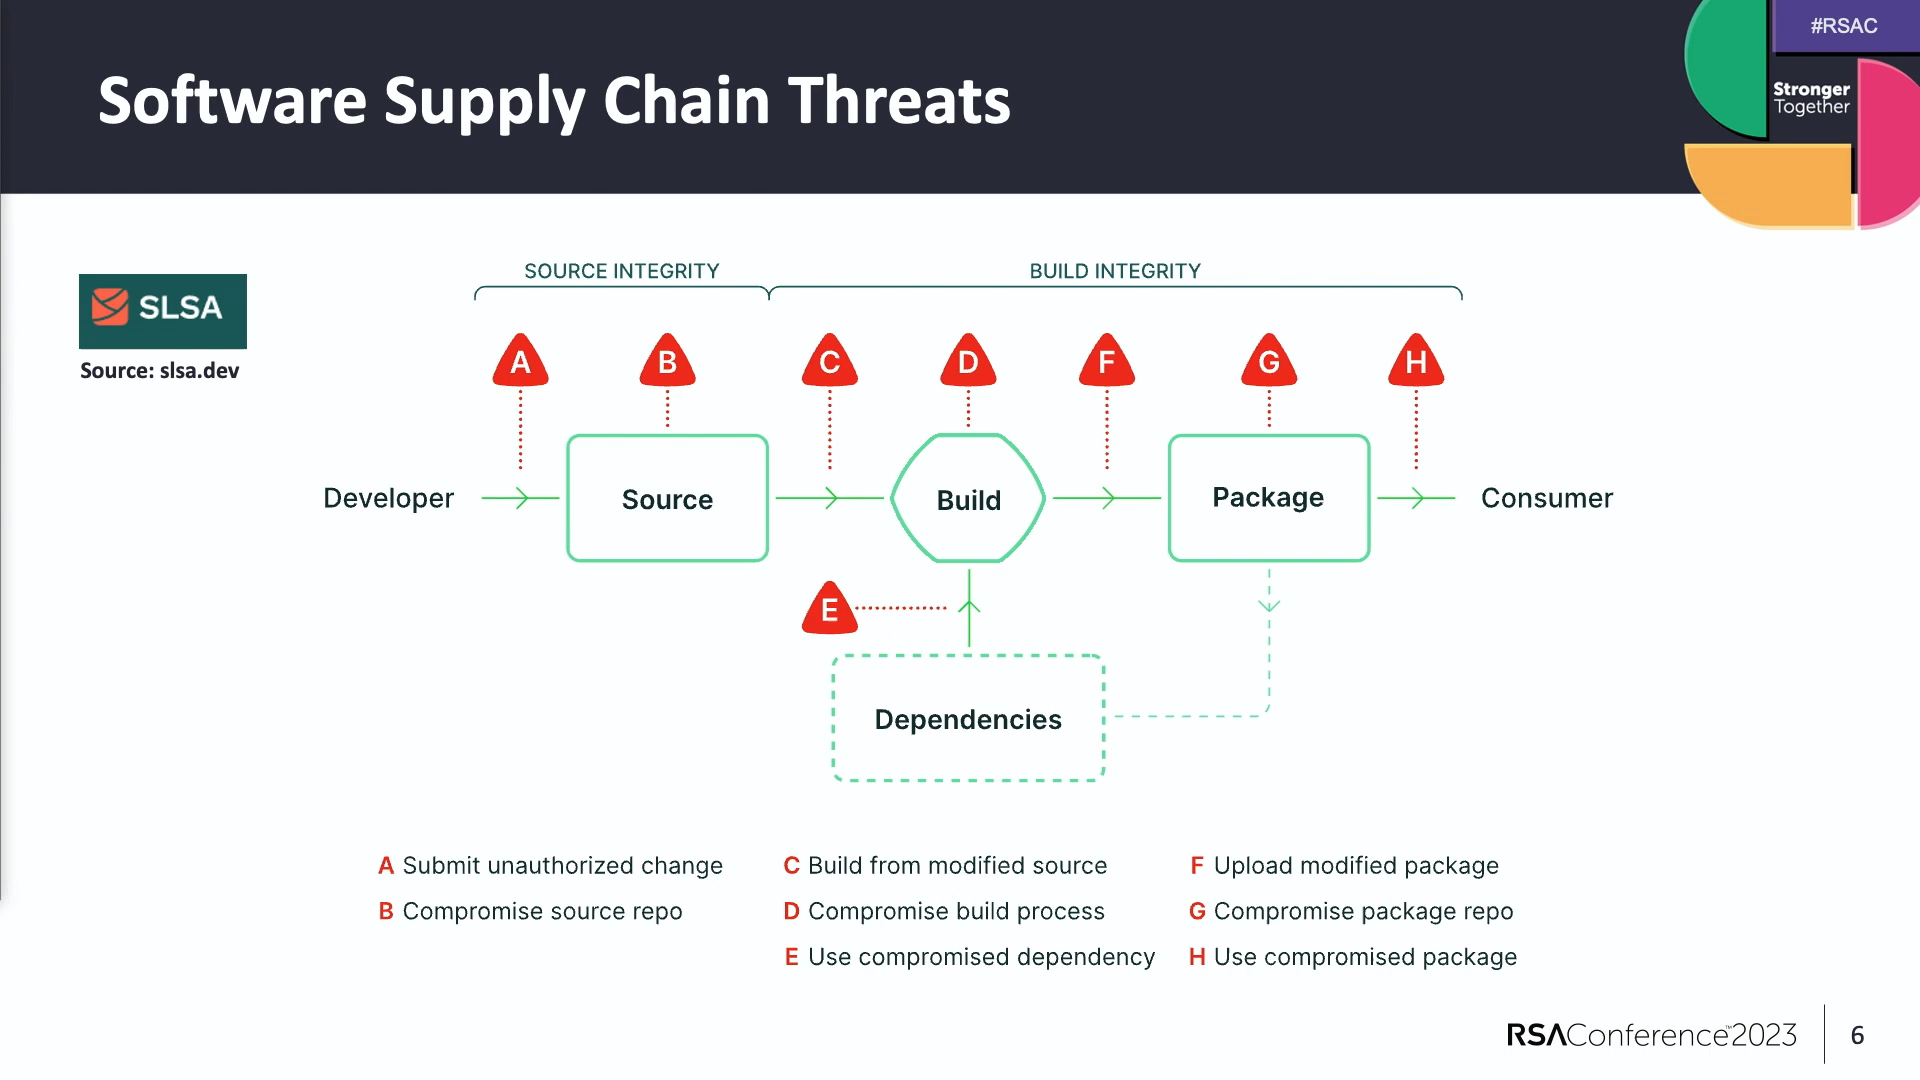 #RSAC
Software Supply Chain Threats
Stronger
Together
SOURCE INTEGRITY
BUILD INTEGRITY
SLSA
Source: slsa.dev
A
B
C
D
F
G
H
Developer
Source
Build
Package
Consumer
E
Dependencies
A Submit unauthorized change
B Compromise source repo
C Build from modified source
D Compromise build process
E Use compromised dependency
F Upload modified package
G Compromise package repo
H Use compromised package
RSAConference™2023
6